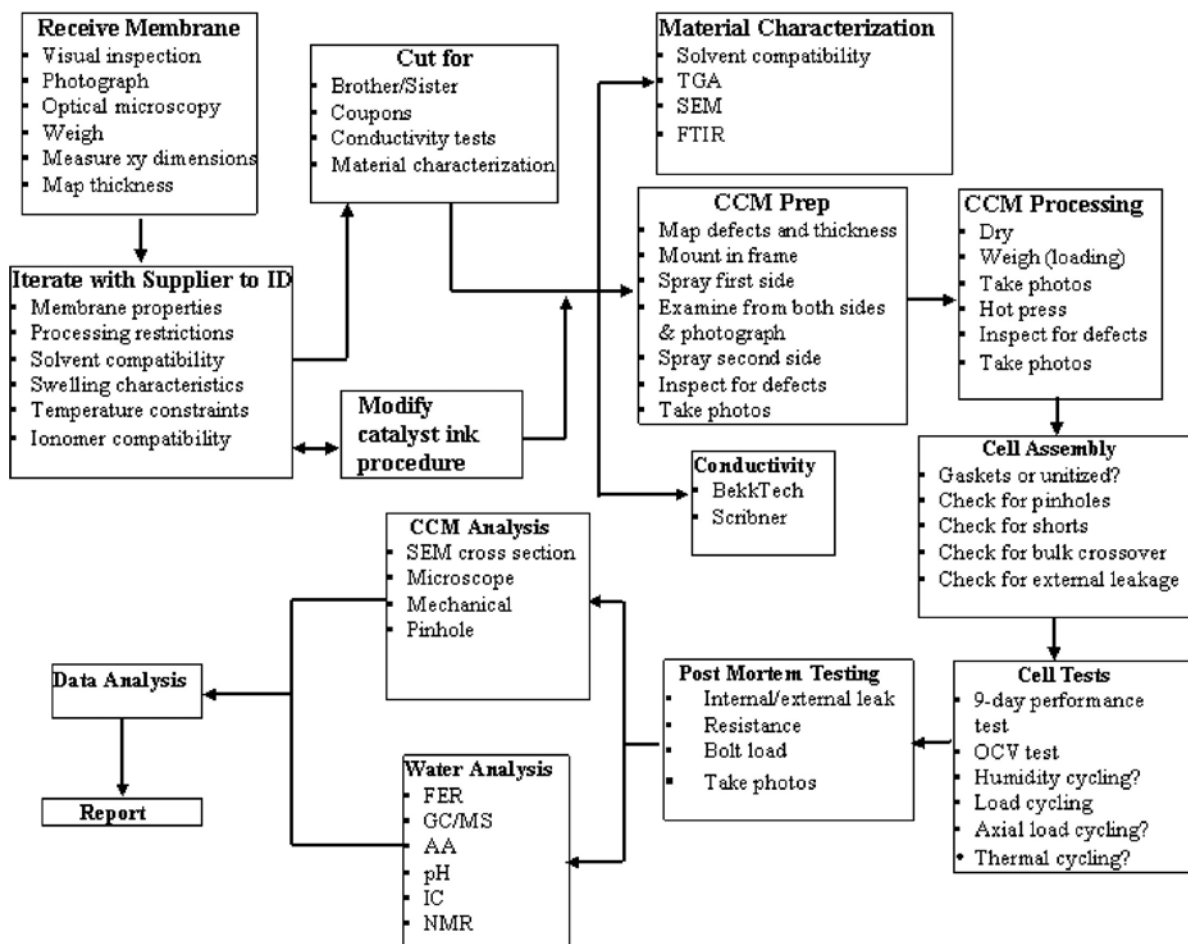 Receive Membrane
Visual inspection
Photograph
Optical microscopy
Weigh
Measure xy dimensions
Map thickness
Iterate with Supplier to ID
Membrane properties
Processing restrictions
Solvent compatibility
Swelling characteristics
Temperature constraints
Ionomer compatibility
Cut for
Brother/Sister
Coupons
Conductivity tests
Material characterization
Modify
catalyst ink
procedure
Material Characterization
Solvent compatibility
TGA
SEM
FTIR
CCM Prep
Map defects and thickness
Mount in frame
Spray first side
Examine from both sides
& photograph
Spray second side
Inspect for defects
Take photos
Conductivity
BekkTech
Scribner
CCM Processing
Dry
Weigh (loading)
Take photos
Hot press
Inspect for defects
Take photos
Cell Assembly
Gaskets or unitized?
Check for pinholes
Check for shorts
Check for bulk crossover
Check for external leakage
Cell Tests
9-day performance
test
OCV test
Humidity cycling?
Load cycling
Axial load cycling?
Thermal cycling?
Post Mortem Testing
Internal/external leak
Resistance
Bolt load
Take photos
CCM Analysis
SEM cross section
Microscope
Mechanical
Pinhole
Water Analysis
FER
GC/MS
AA
pH
IC
NMR
Data Analysis
Report